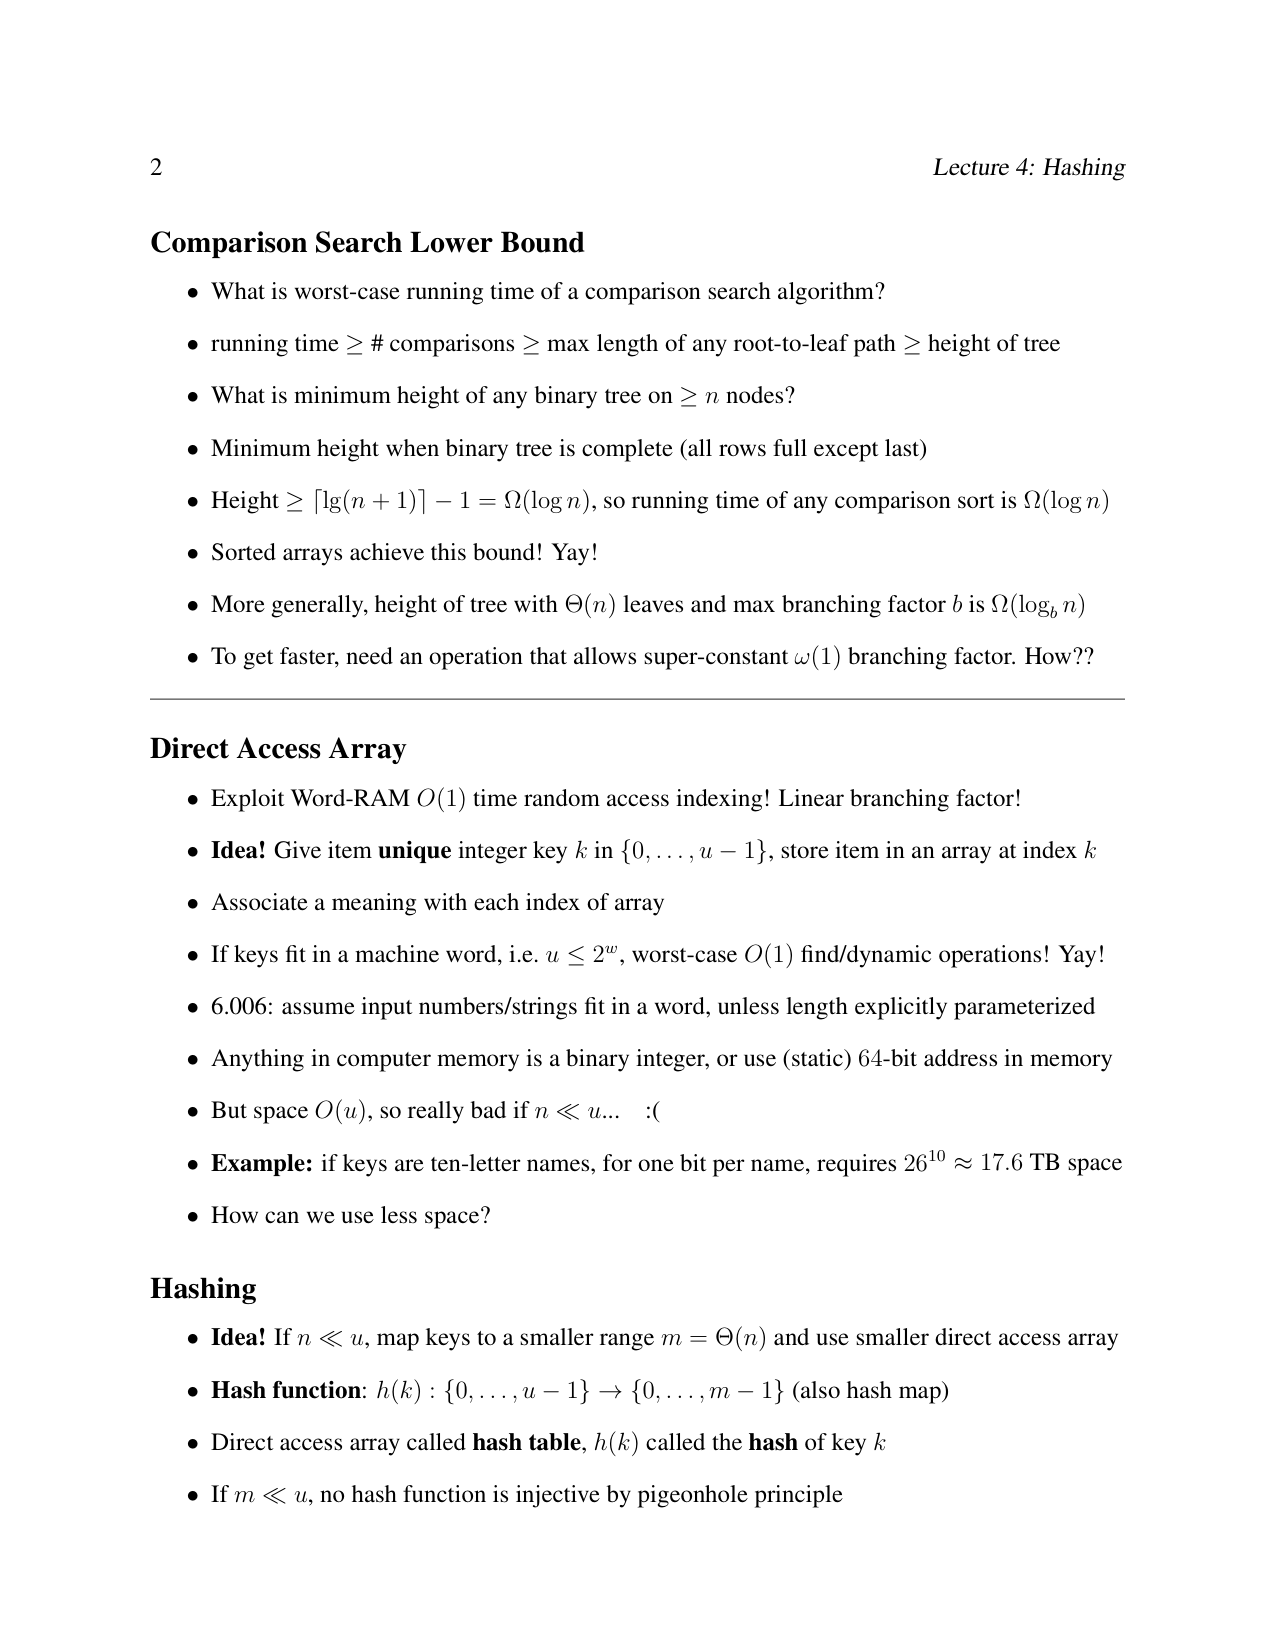 2 Lecture 4: Hashing
Comparison Search Lower Bound
• What is worst-case running time of a comparison search algorithm?
• running time ≥ # comparisons ≥ max length of any root-to-leaf path ≥ height of tree
• What is minimum height of any binary tree on ≥ n nodes?
• Minimum height when binary tree is complete (all rows full except last)
• Height ≥ ⌈lg(n + 1)⌉ − 1 = Ω(log n), so running time of any comparison sort is Ω(log n)
• Sorted arrays achieve this bound! Yay!
• More generally, height of tree with Θ(n) leaves and max branching factor b is Ω(log_b n)
• To get faster, need an operation that allows super-constant ω(1) branching factor. How??
Direct Access Array
• Exploit Word-RAM O(1) time random access indexing! Linear branching factor!
• Idea! Give item unique integer key k in {0, . . . , u − 1}, store item in an array at index k
• Associate a meaning with each index of array
• If keys fit in a machine word, i.e. u ≤ 2^w, worst-case O(1) find/dynamic operations! Yay!
• 6.006: assume input numbers/strings fit in a word, unless length explicitly parameterized
• Anything in computer memory is a binary integer, or use (static) 64-bit address in memory
• But space O(u), so really bad if n ≪ u... :(
• Example: if keys are ten-letter names, for one bit per name, requires 26^10 ≈ 17.6 TB space
• How can we use less space?
Hashing
• Idea! If n ≪ u, map keys to a smaller range m = Θ(n) and use smaller direct access array
• Hash function: h(k) : {0, . . . , u − 1} → {0, . . . , m − 1} (also hash map)
• Direct access array called hash table, h(k) called the hash of key k
• If m ≪ u, no hash function is injective by pigeonhole principle